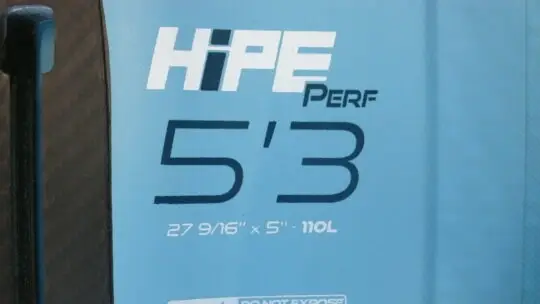 HiPE
PERF
5'3
27 9/16" x 5" · 110L
DO NOT EXPOSE